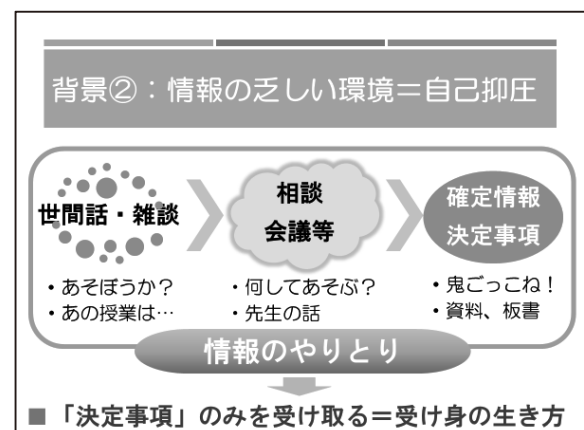 背景②：情報の乏しい環境＝自己抑圧
世間話・雑談
相談
会議等
確定情報
決定事項
・あそぼうか？
・あの授業は…
・何してあそぶ？
・先生の話
・鬼ごっこね！
・資料、板書
情報のやりとり
■「決定事項」のみを受け取る＝受け身の生き方